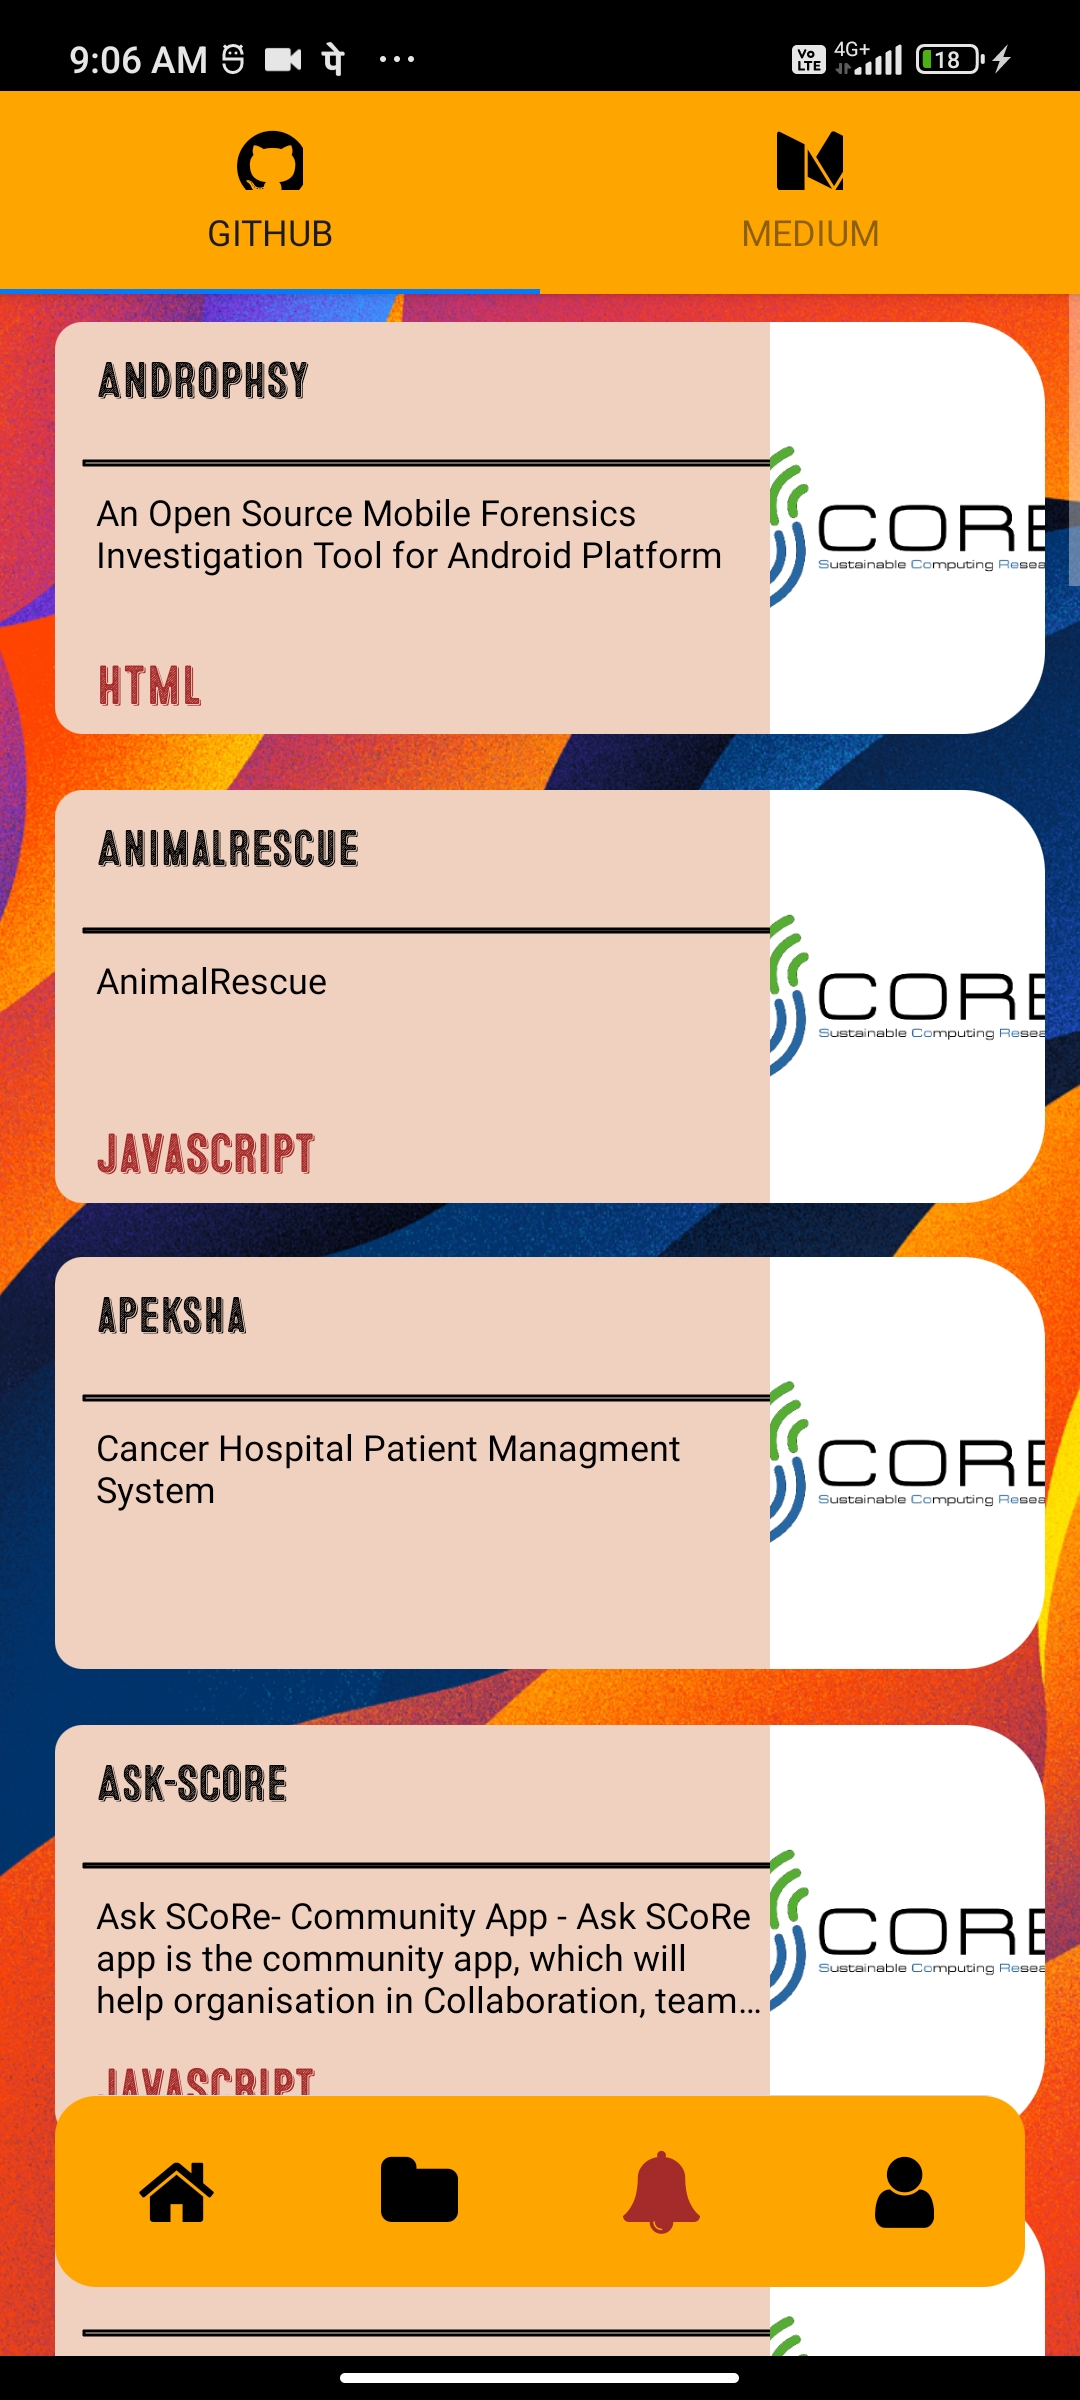 9:06 AM पे ...
Vo LTE 4G+ 18
GITHUB
MEDIUM
ANDROPHSY
An Open Source Mobile Forensics
Investigation Tool for Android Platform
HTML
CORE
Sustainable Computing Resea
ANIMALRESCUE
AnimalRescue
JAVASCRIPT
CORE
Sustainable Computing Resea
APEKSHA
Cancer Hospital Patient Managment
System
CORE
Sustainable Computing Resea
ASK-SCORE
Ask SCoRe- Community App - Ask SCoRe
app is the community app, which will
help organisation in Collaboration, team...
JAVASCRIPT
CORE
Sustainable Computing Resea